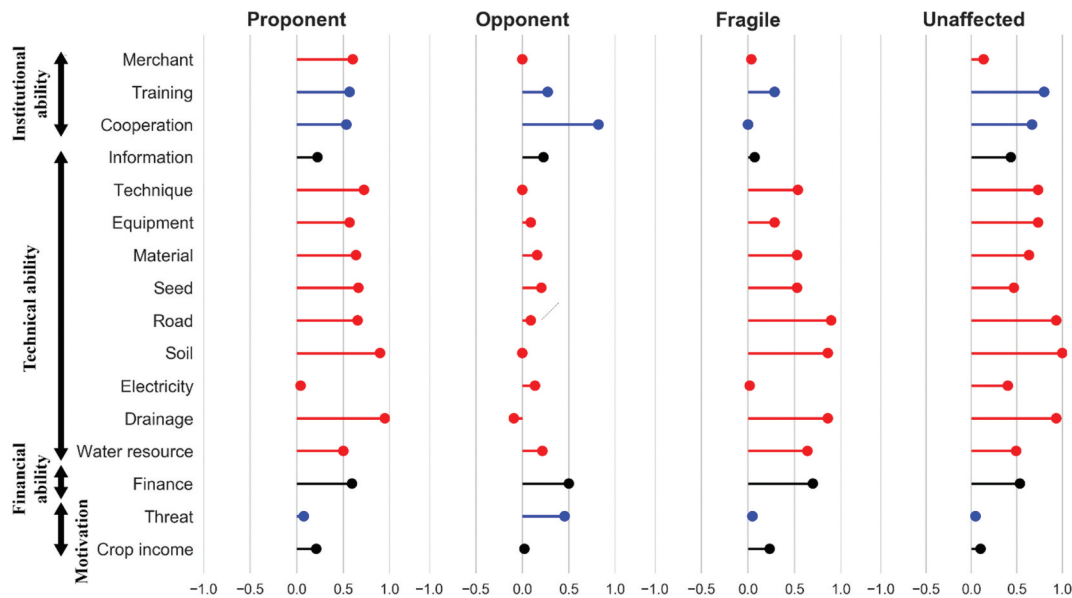 Proponent Opponent Fragile Unaffected
Institutional
ability
Technical ability
Financial
ability
Motivation
Merchant
Training
Cooperation
Information
Technique
Equipment
Material
Seed
Road
Soil
Electricity
Drainage
Water resource
Finance
Threat
Crop income
-1.0 -0.5 0.0 0.5 1.0 -1.0 -0.5 0.0 0.5 1.0 -1.0 -0.5 0.0 0.5 1.0 -1.0 -0.5 0.0 0.5 1.0